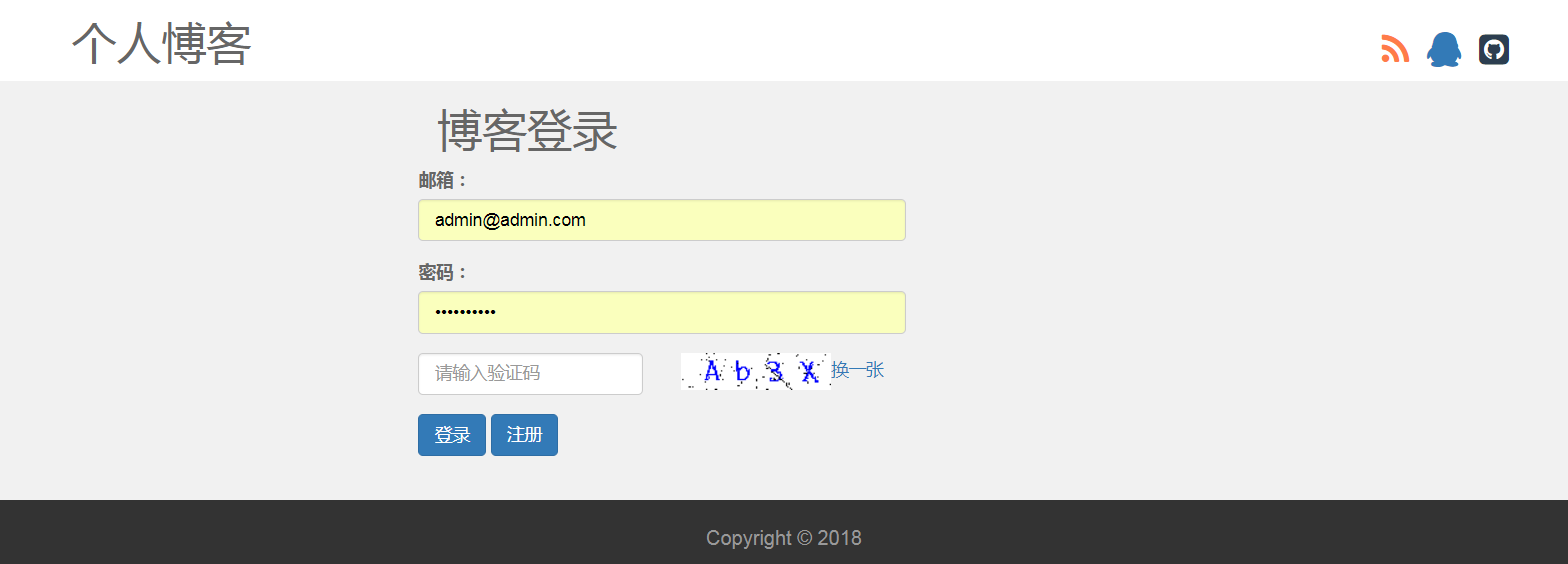 个人博客
博客登录
邮箱：
admin@admin.com
密码：
••••••••••
请输入验证码 Ab3X 换一张
登录 注册
Copyright © 2018